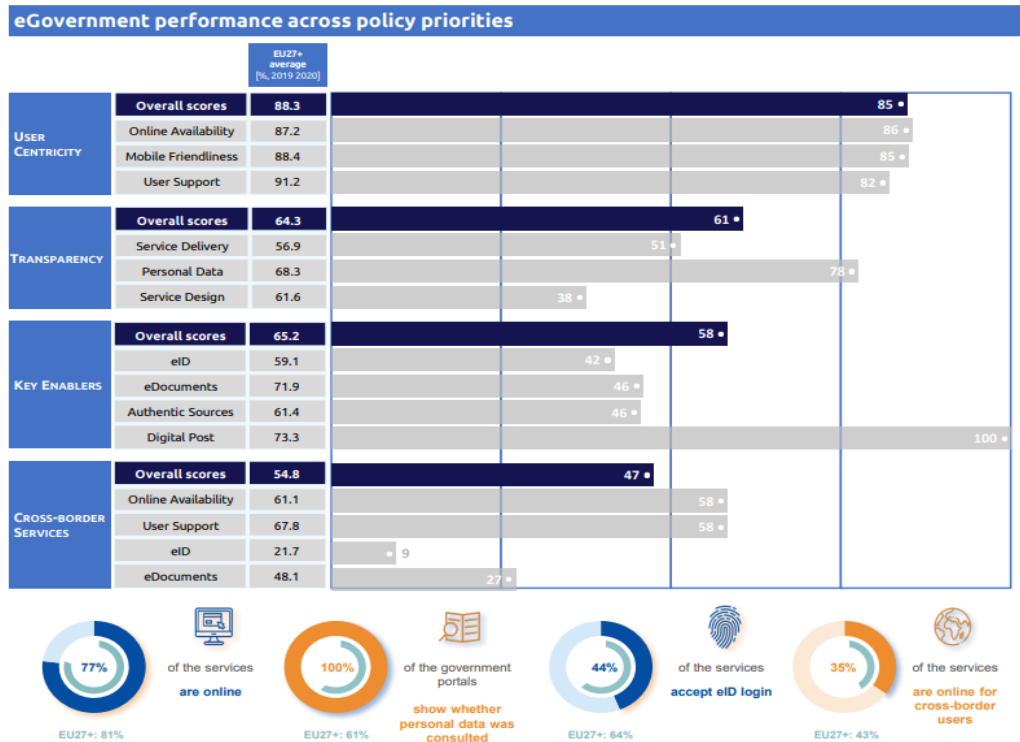 eGovernment performance across policy priorities
EU27+
average
[%, 2019 2020]
USER
CENTRICITY
Overall scores 88.3 85
Online Availability 87.2 86
Mobile Friendliness 88.4 85
User Support 91.2 82
TRANSPARENCY
Overall scores 64.3 61
Service Delivery 56.9 51
Personal Data 68.3 78
Service Design 61.6 38
KEY ENABLERS
Overall scores 65.2 58
eID 59.1 42
eDocuments 71.9 46
Authentic Sources 61.4 46
Digital Post 73.3 100
CROSS-BORDER
SERVICES
Overall scores 54.8 47
Online Availability 61.1 58
User Support 67.8 58
eID 21.7 9
eDocuments 48.1 27
77%
of the services
are online
EU27+: 81%
100%
of the government
portals
show whether
personal data was
consulted
EU27+: 61%
44%
of the services
accept eID login
EU27+: 64%
35%
of the services
are online for
cross-border
users
EU27+: 43%